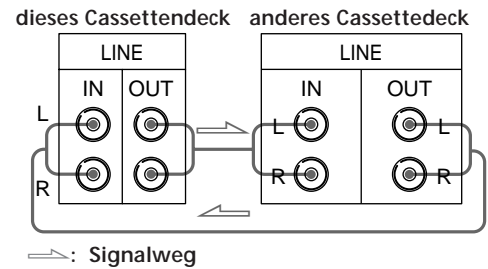 dieses Cassettendeck anderes Cassettedeck
LINE LINE
IN OUT IN OUT
L L L
R R R
: Signalweg